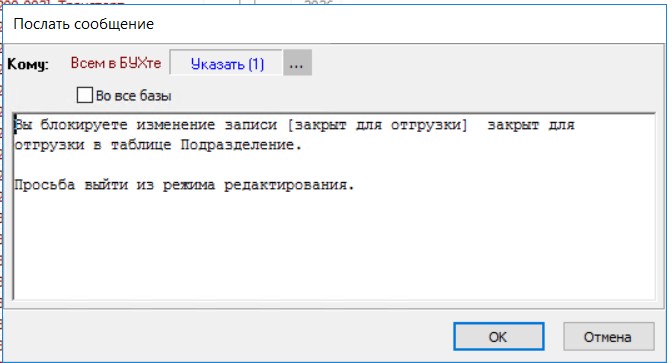 Послать сообщение
Кому: Всем в БУХте Указать (1) ...
Во все базы
Вы блокируете изменение записи [закрыт для отгрузки]  закрыт для
отгрузки в таблице Подразделение.
Просьба выйти из режима редактирования.
OK Отмена